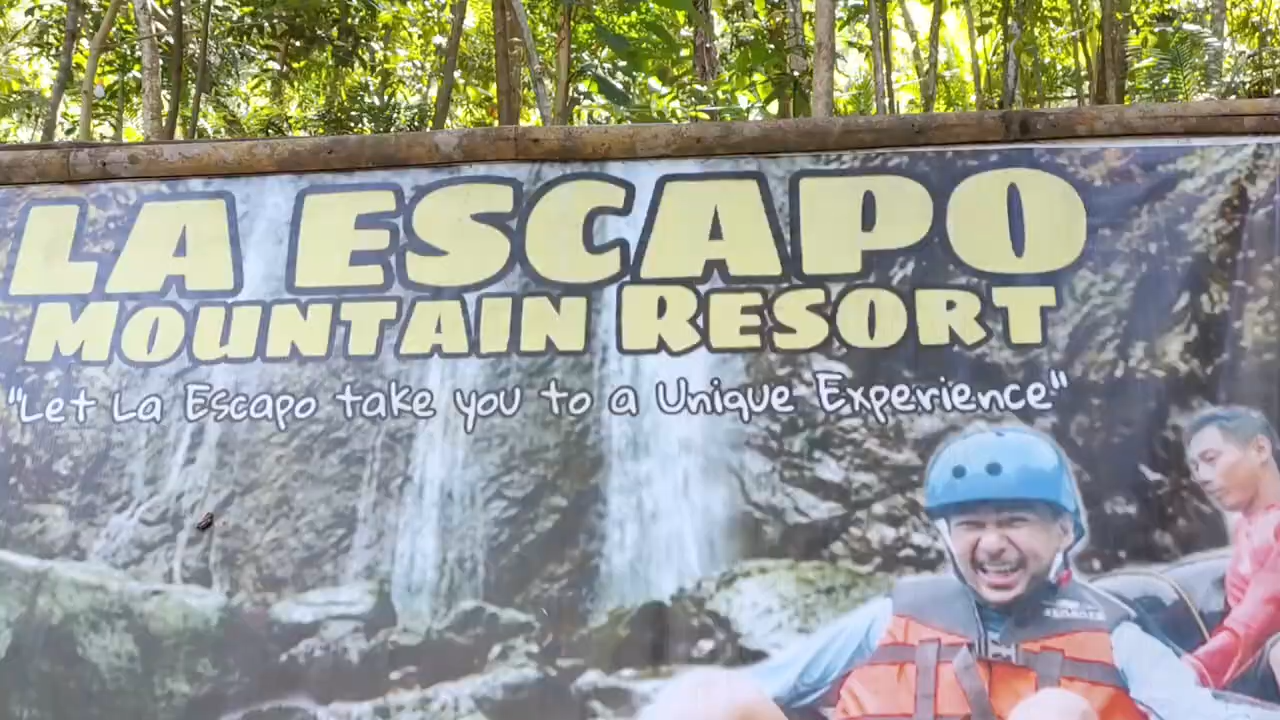 LA ESCAPO
MOUNTAIN RESORT
"Let La Escapo take you to a Unique Experience"